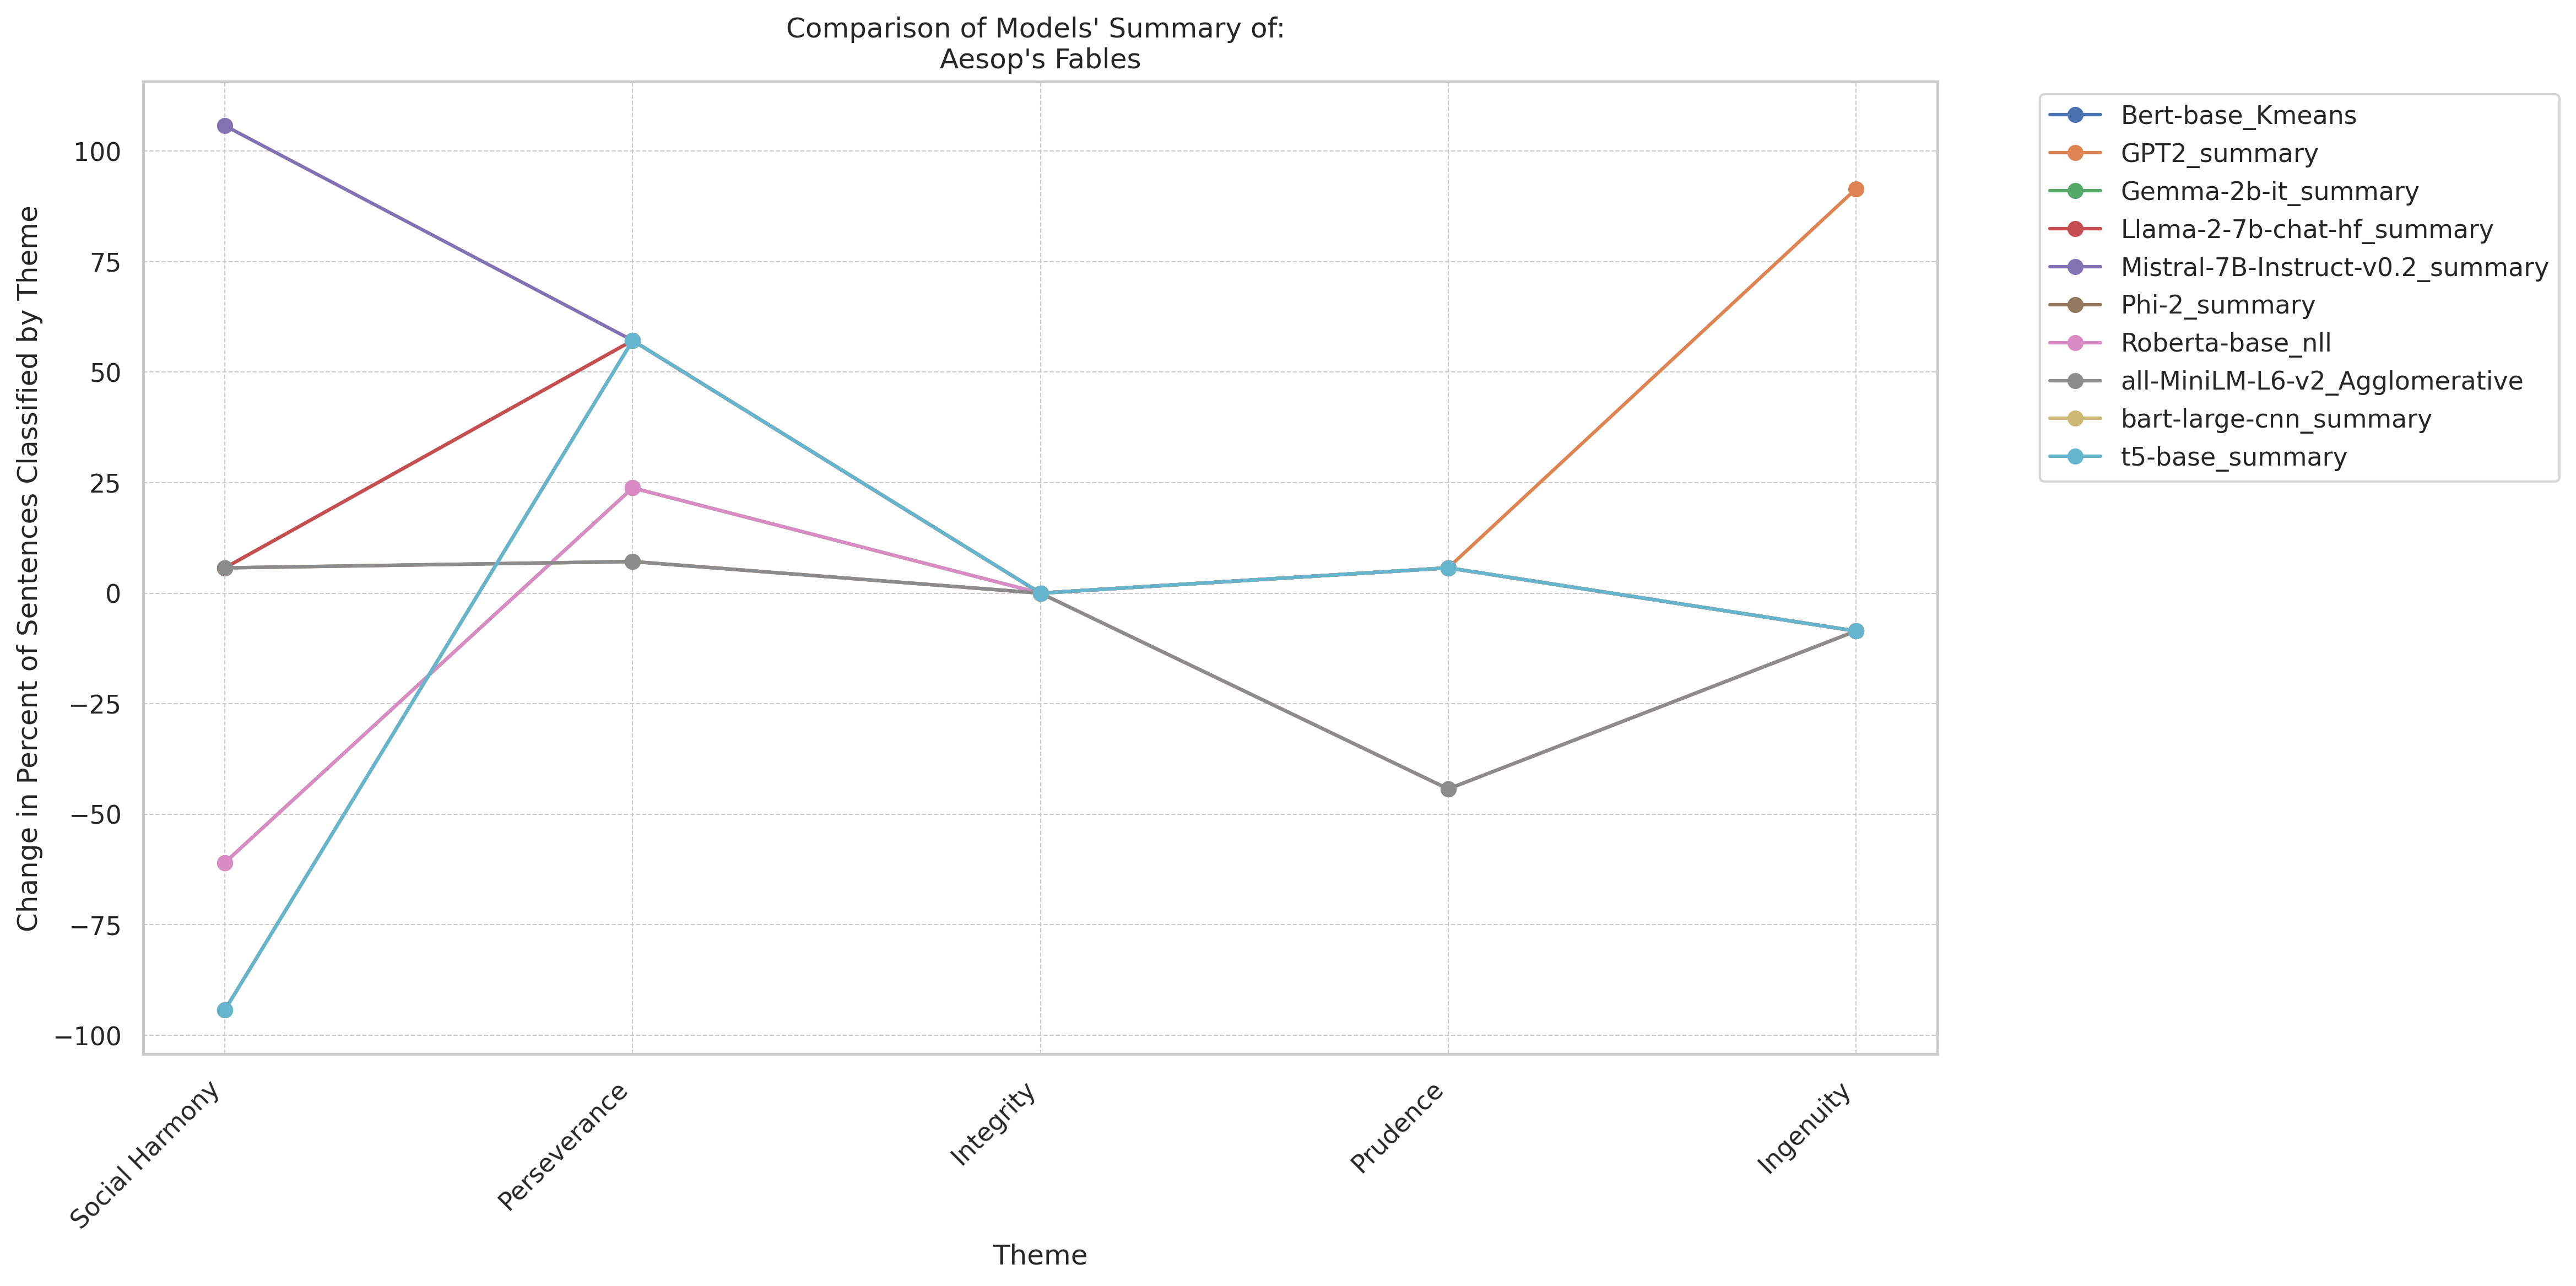 Comparison of Models' Summary of:
Aesop's Fables
Change in Percent of Sentences Classified by Theme
100
75
50
25
0
−25
−50
−75
−100
Social Harmony
Perseverance
Integrity
Prudence
Ingenuity
Theme
Bert-base_Kmeans
GPT2_summary
Gemma-2b-it_summary
Llama-2-7b-chat-hf_summary
Mistral-7B-Instruct-v0.2_summary
Phi-2_summary
Roberta-base_nll
all-MiniLM-L6-v2_Agglomerative
bart-large-cnn_summary
t5-base_summary